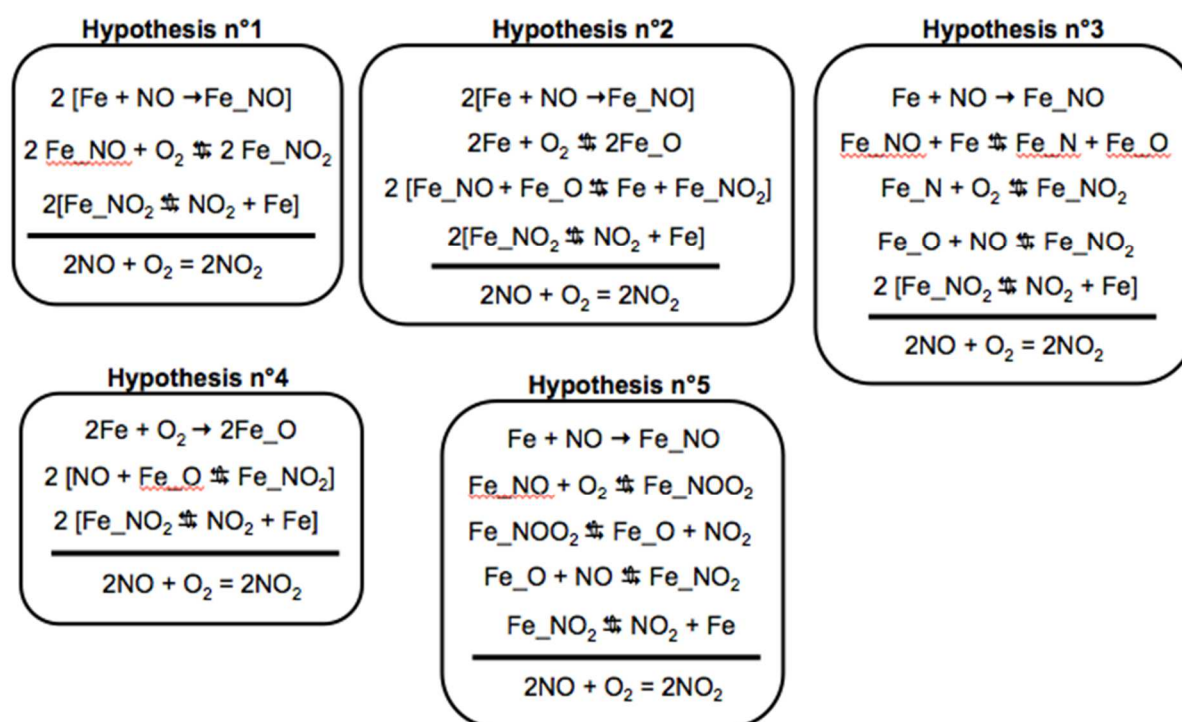 Hypothesis n°1
2 [Fe + NO →Fe_NO]
2 Fe_NO + O₂ ⇆ 2 Fe_NO₂
2[Fe_NO₂ ⇆ NO₂ + Fe]
2NO + O₂ = 2NO₂
Hypothesis n°2
2[Fe + NO →Fe_NO]
2Fe + O₂ ⇆ 2Fe_O
2 [Fe_NO + Fe_O ⇆ Fe + Fe_NO₂]
2[Fe_NO₂ ⇆ NO₂ + Fe]
2NO + O₂ = 2NO₂
Hypothesis n°3
Fe + NO → Fe_NO
Fe_NO + Fe ⇆ Fe_N + Fe_O
Fe_N + O₂ ⇆ Fe_NO₂
Fe_O + NO ⇆ Fe_NO₂
2 [Fe_NO₂ ⇆ NO₂ + Fe]
2NO + O₂ = 2NO₂
Hypothesis n°4
2Fe + O₂ → 2Fe_O
2 [NO + Fe_O ⇆ Fe_NO₂]
2 [Fe_NO₂ ⇆ NO₂ + Fe]
2NO + O₂ = 2NO₂
Hypothesis n°5
Fe + NO → Fe_NO
Fe_NO + O₂ ⇆ Fe_NOO₂
Fe_NOO₂ ⇆ Fe_O + NO₂
Fe_O + NO ⇆ Fe_NO₂
Fe_NO₂ ⇆ NO₂ + Fe
2NO + O₂ = 2NO₂